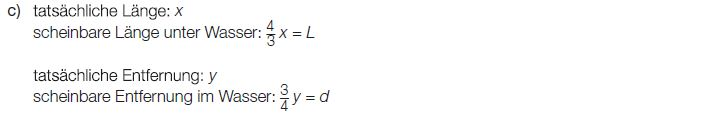 c) tatsächliche Länge: x
scheinbare Länge unter Wasser: 4/3 x = L
tatsächliche Entfernung: y
scheinbare Entfernung im Wasser: 3/4 y = d